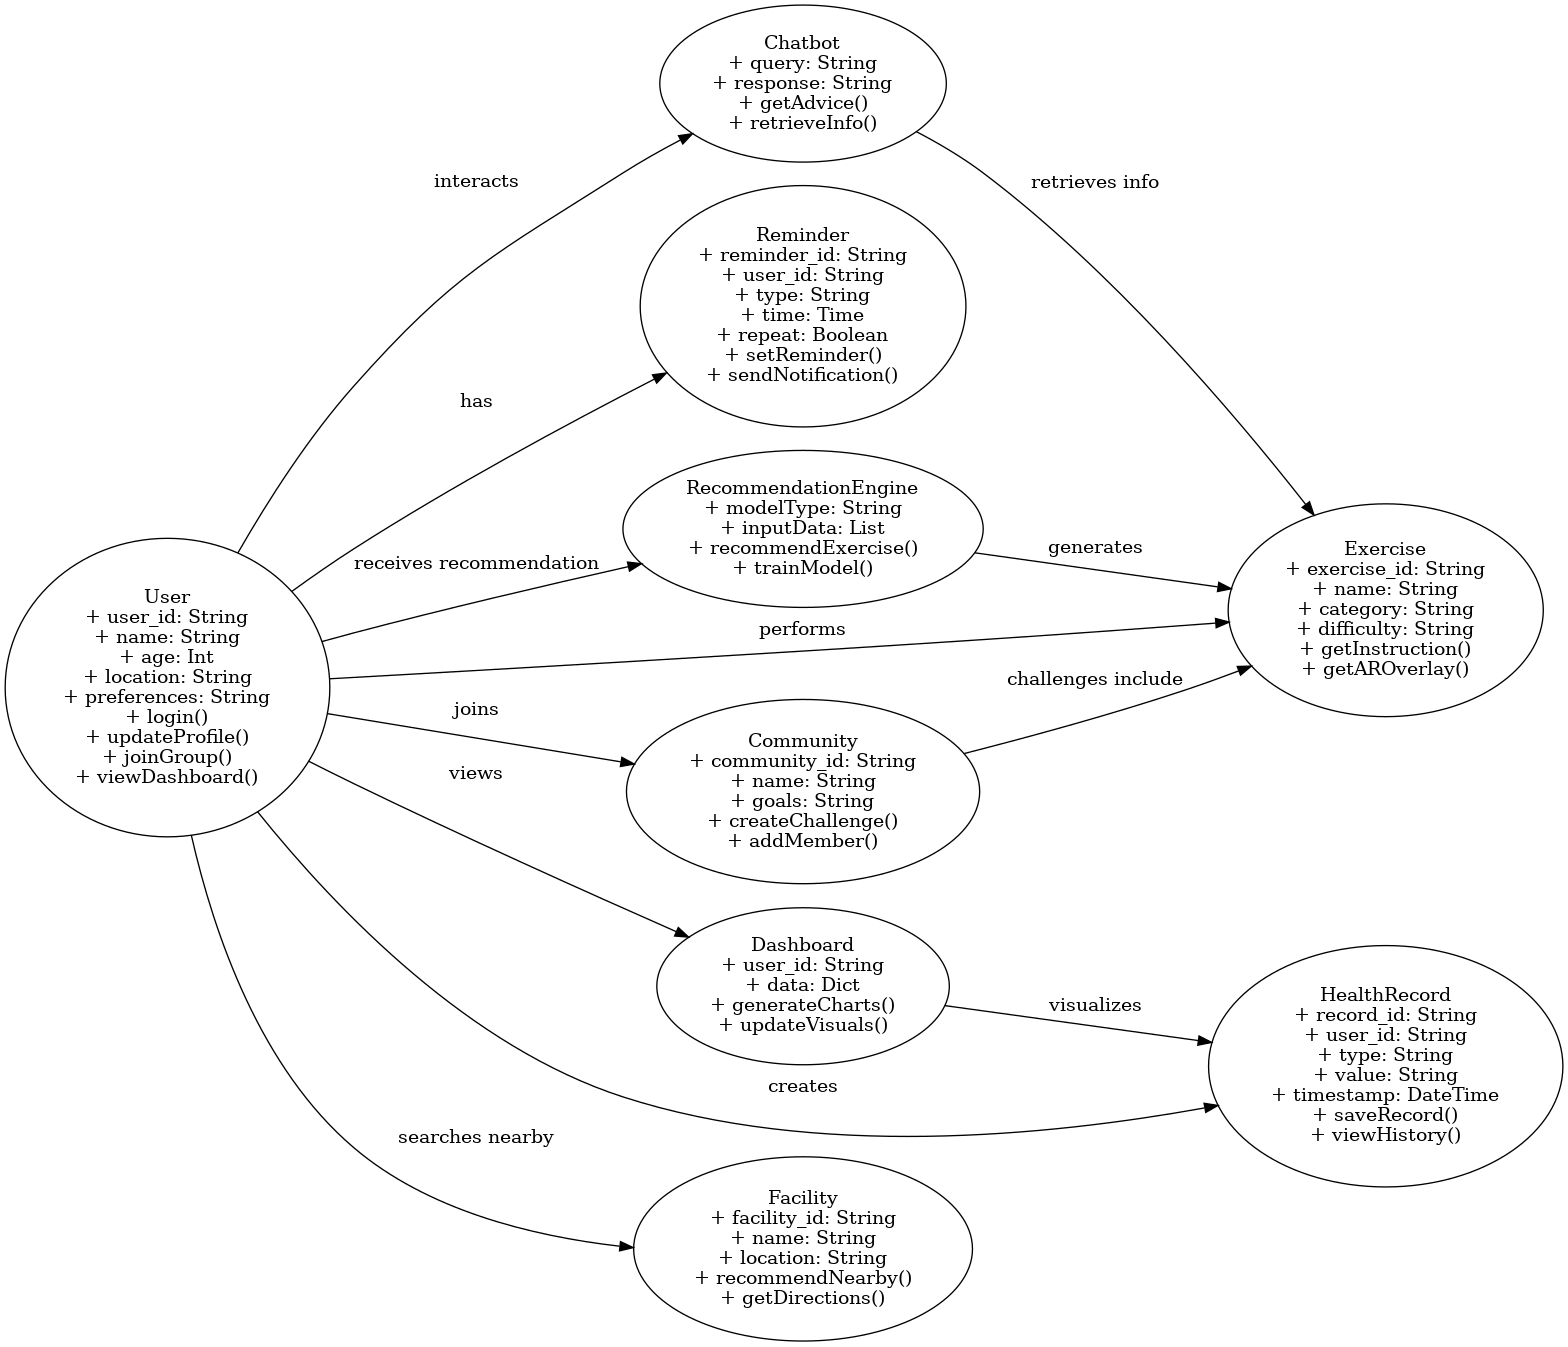 Chatbot
+ query: String
+ response: String
+ getAdvice()
+ retrieveInfo()
interacts
retrieves info
Reminder
+ reminder_id: String
+ user_id: String
+ type: String
+ time: Time
+ repeat: Boolean
+ setReminder()
+ sendNotification()
has
RecommendationEngine
+ modelType: String
+ inputData: List
+ recommendExercise()
+ trainModel()
receives recommendation
generates
Exercise
+ exercise_id: String
+ name: String
+ category: String
+ difficulty: String
+ getInstruction()
+ getAROverlay()
User
+ user_id: String
+ name: String
+ age: Int
+ location: String
+ preferences: String
+ login()
+ updateProfile()
+ joinGroup()
+ viewDashboard()
performs
challenges include
joins
Community
+ community_id: String
+ name: String
+ goals: String
+ createChallenge()
+ addMember()
views
Dashboard
+ user_id: String
+ data: Dict
+ generateCharts()
+ updateVisuals()
visualizes
HealthRecord
+ record_id: String
+ user_id: String
+ type: String
+ value: String
+ timestamp: DateTime
+ saveRecord()
+ viewHistory()
creates
searches nearby
Facility
+ facility_id: String
+ name: String
+ location: String
+ recommendNearby()
+ getDirections()